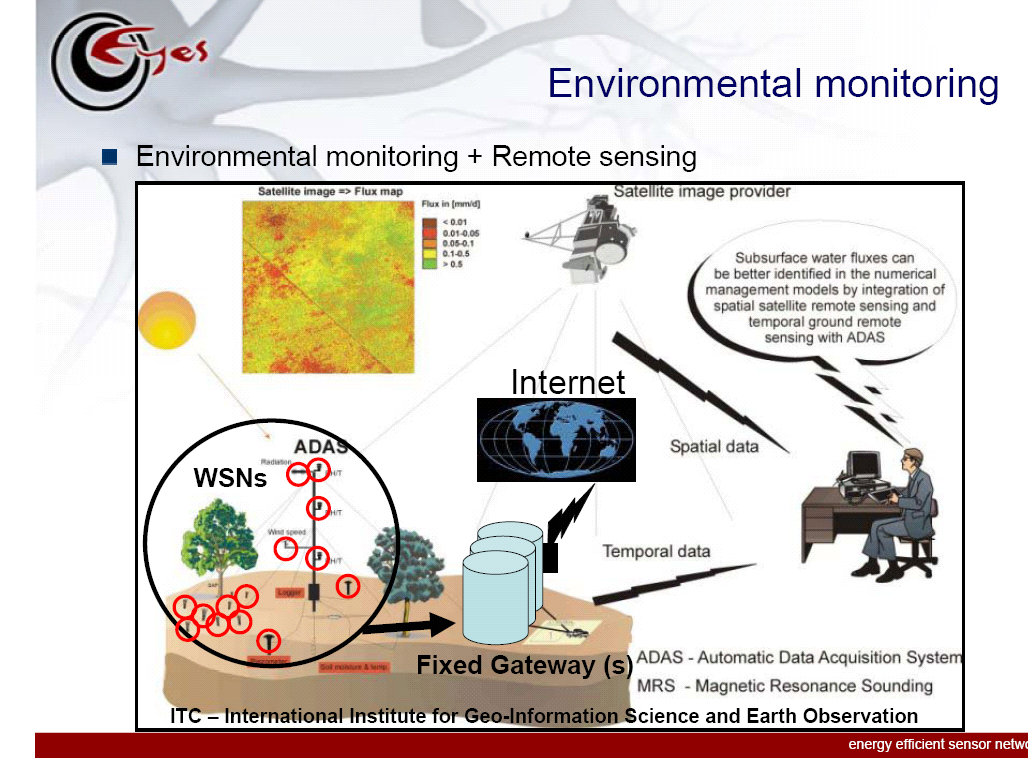 Eyes
Environmental monitoring
Environmental monitoring + Remote sensing
Satellite image => Flux map
Flux in [mm/d]
< 0.01
0.01-0.05
0.05-0.1
0.1-0.5
> 0.5
Satellite image provider
Subsurface water fluxes can
be better identified in the numerical
management models by integration of
spatial satellite remote sensing and
temporal ground remote
sensing with ADAS
Internet
Spatial data
ADAS
WSNs
Radiation
RH/T
RH/T
Wind speed
RH/T
Temporal data
Logger
Soil moisture & temp
Fixed Gateway (s)
ADAS - Automatic Data Acquisition System
MRS - Magnetic Resonance Sounding
ITC – International Institute for Geo-Information Science and Earth Observation
energy efficient sensor netwo